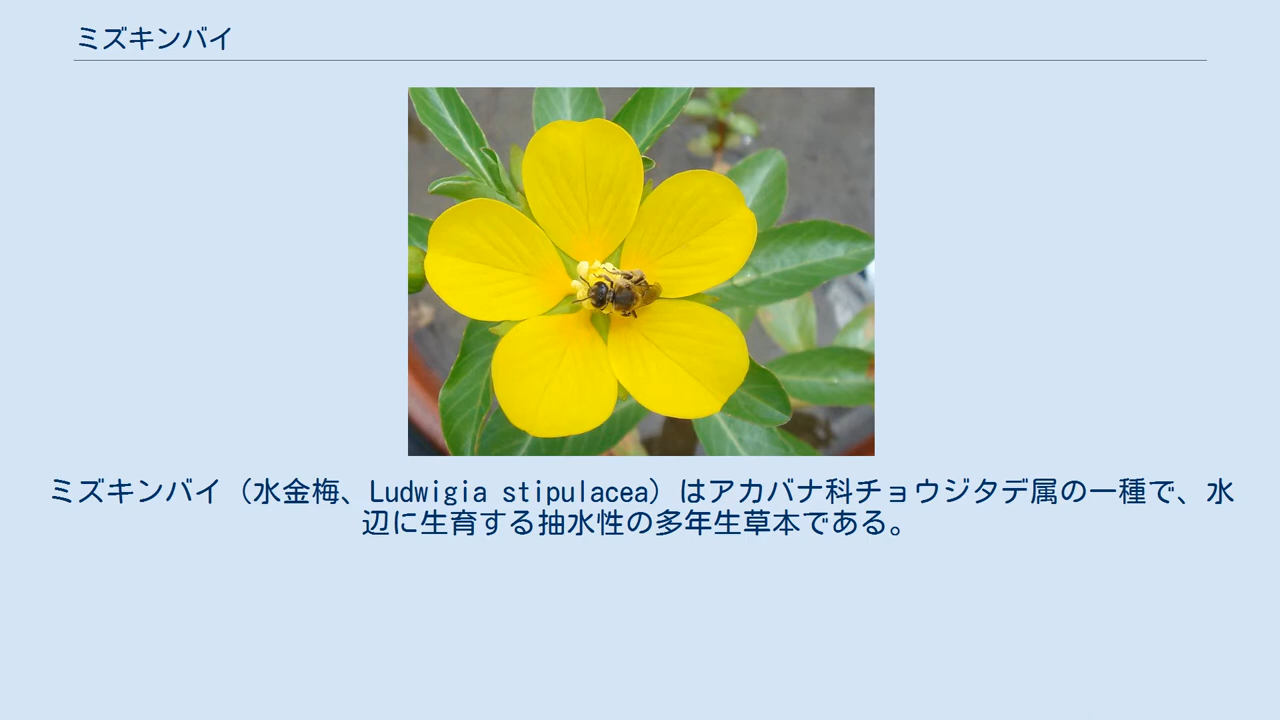 ミズキンバイ
ミズキンバイ（水金梅、Ludwigia stipulacea）はアカバナ科チョウジタデ属の一種で、水
辺に生育する抽水性の多年生草本である。